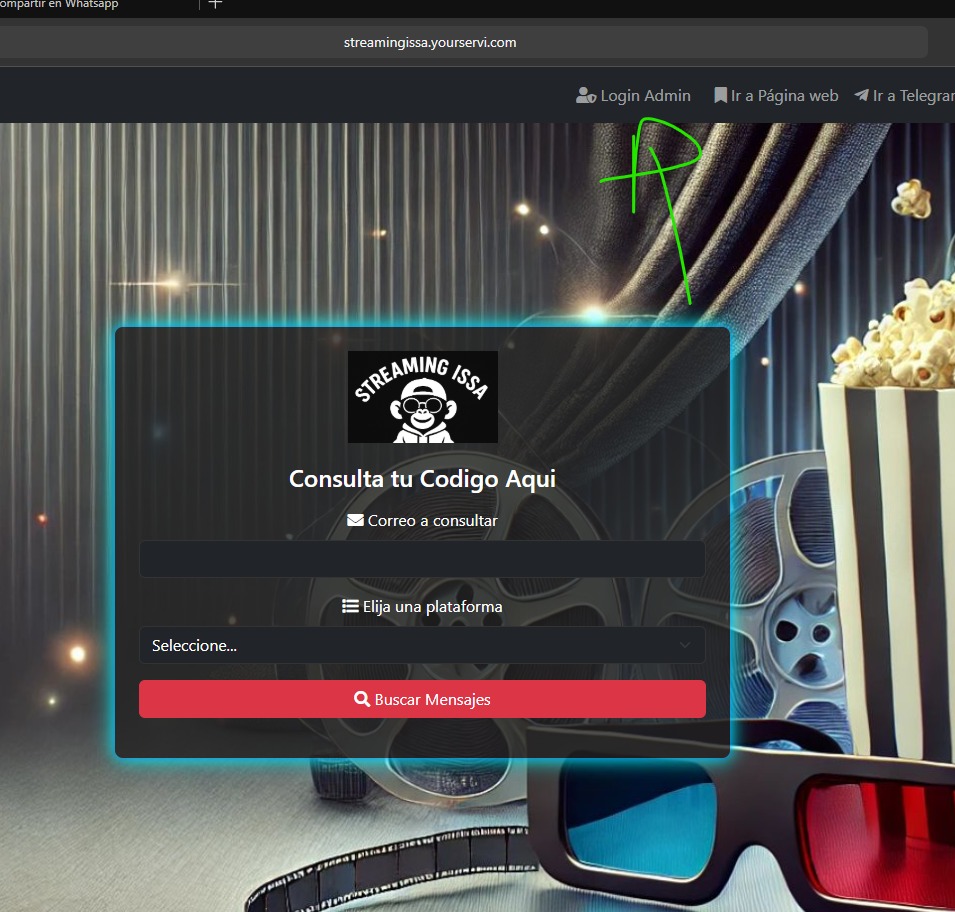 ompartir en Whatsapp
streamingissa.yourservi.com
Login Admin
Ir a Página web
Ir a Telegra
STREAMING ISSA
Consulta tu Codigo Aqui
Correo a consultar
Elija una plataforma
Seleccione...
Buscar Mensajes